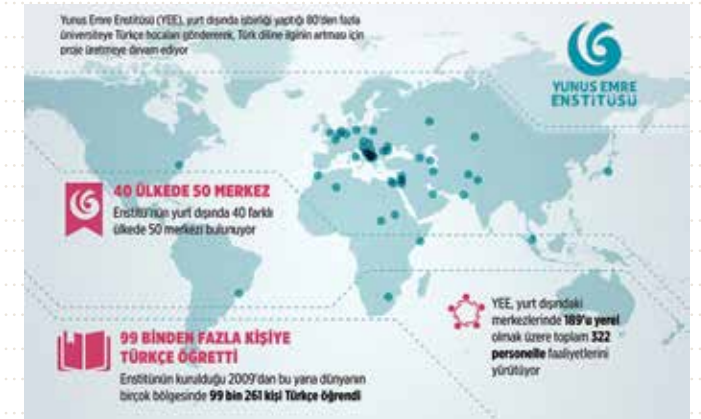 Yunus Emre Enstitüsü (YEE), yurt dışında işbirliği yaptığı 80'den fazla
üniversiteye Türkçe hocaları göndererek, Türk diline ilginin artması için
proje üretmeye devam ediyor
YUNUS EMRE
ENSTİTÜSÜ
40 ÜLKEDE 50 MERKEZ
Enstitü'nün yurt dışında 40 farklı
ülkede 50 merkezi bulunuyor
99 BİNDEN FAZLA KİŞİYE
TÜRKÇE ÖĞRETTİ
Enstitünün kurulduğu 2009'dan bu yana dünyanın
birçok bölgesinde 99 bin 261 kişi Türkçe öğrendi
YEE, yurt dışındaki
merkezlerinde 189'u yerel
olmak üzere toplam 322
personelle faaliyetlerini
yürütüyor